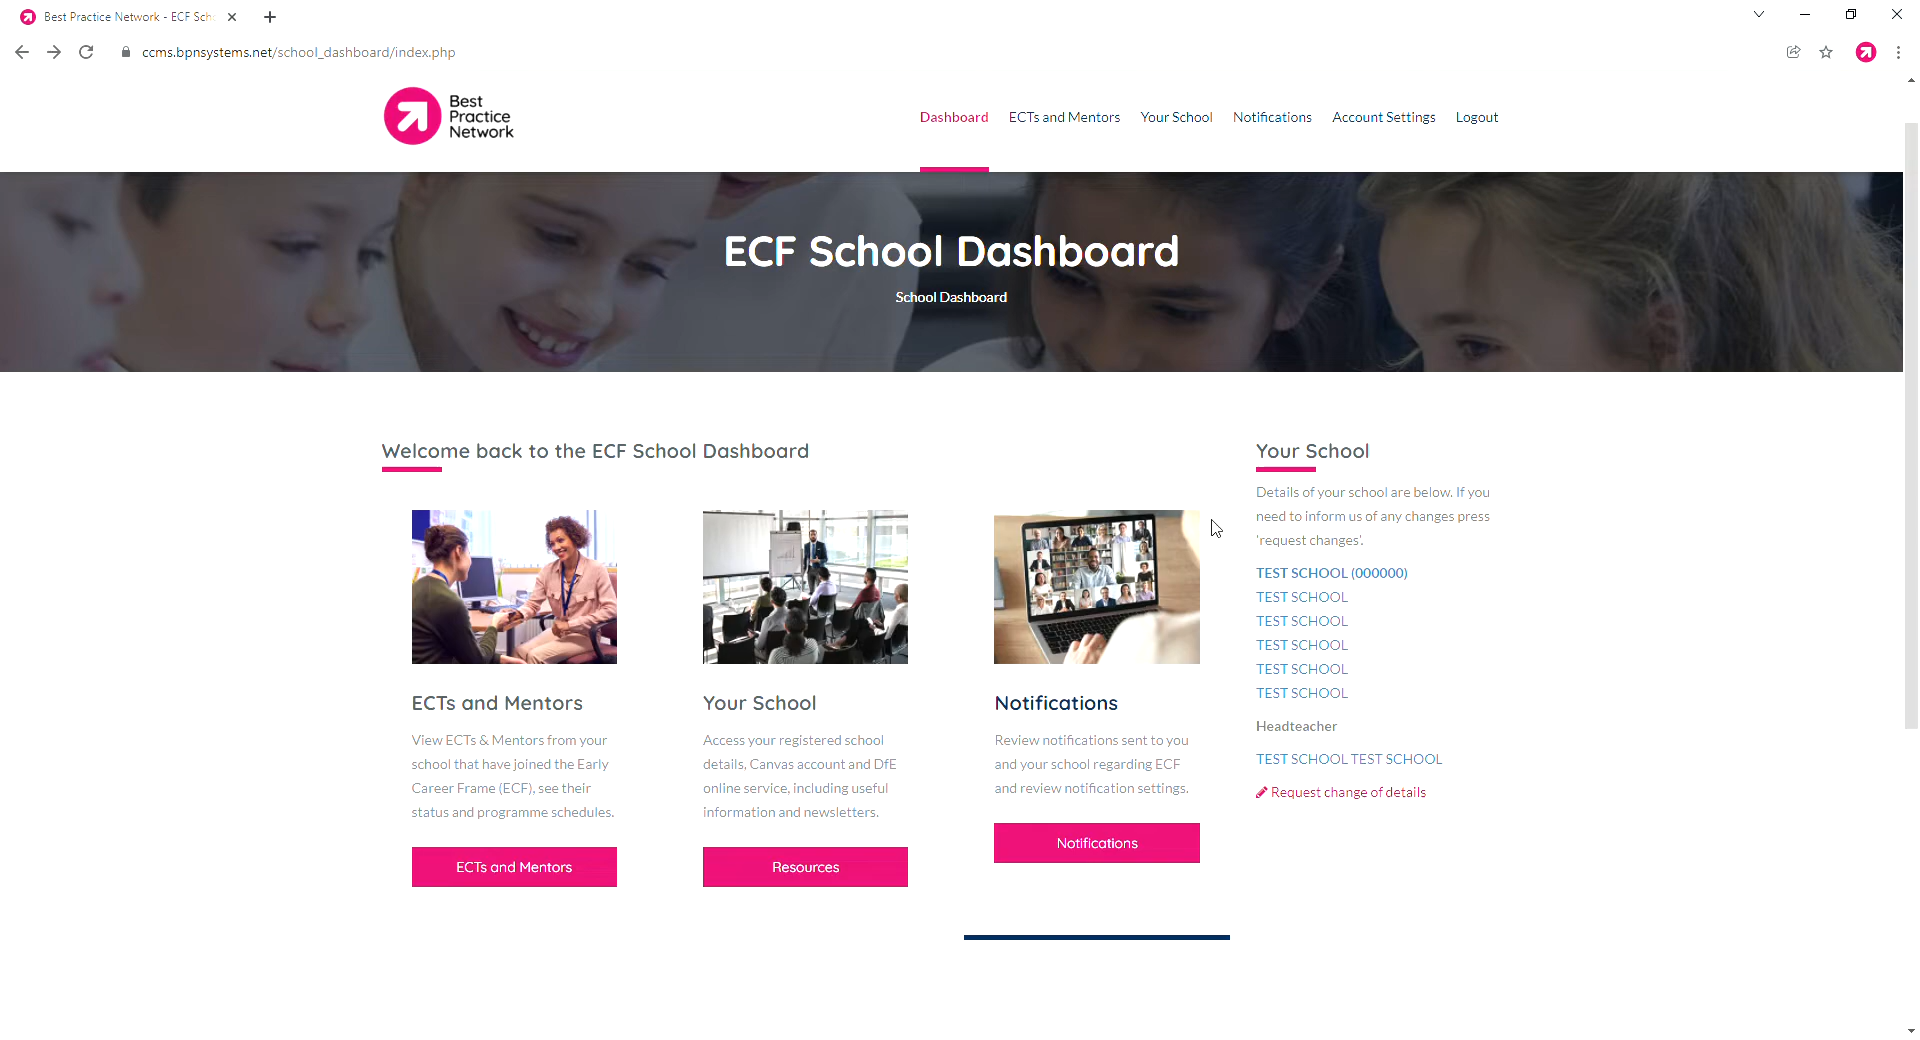 Best Practice Network - ECF Sch
ccms.bpnsystems.net/school_dashboard/index.php
Best
Practice
Network
Dashboard
ECTs and Mentors
Your School
Notifications
Account Settings
Logout
ECF School Dashboard
School Dashboard
Welcome back to the ECF School Dashboard
ECTs and Mentors
View ECTs & Mentors from your
school that have joined the Early
Career Frame (ECF), see their
status and programme schedules.
ECTs and Mentors
Your School
Access your registered school
details, Canvas account and DfE
online service, including useful
information and newsletters.
Resources
Notifications
Review notifications sent to you
and your school regarding ECF
and review notification settings.
Notifications
Your School
Details of your school are below. If you
need to inform us of any changes press
'request changes'.
TEST SCHOOL (000000)
TEST SCHOOL
TEST SCHOOL
TEST SCHOOL
TEST SCHOOL
TEST SCHOOL
Headteacher
TEST SCHOOL TEST SCHOOL
Request change of details